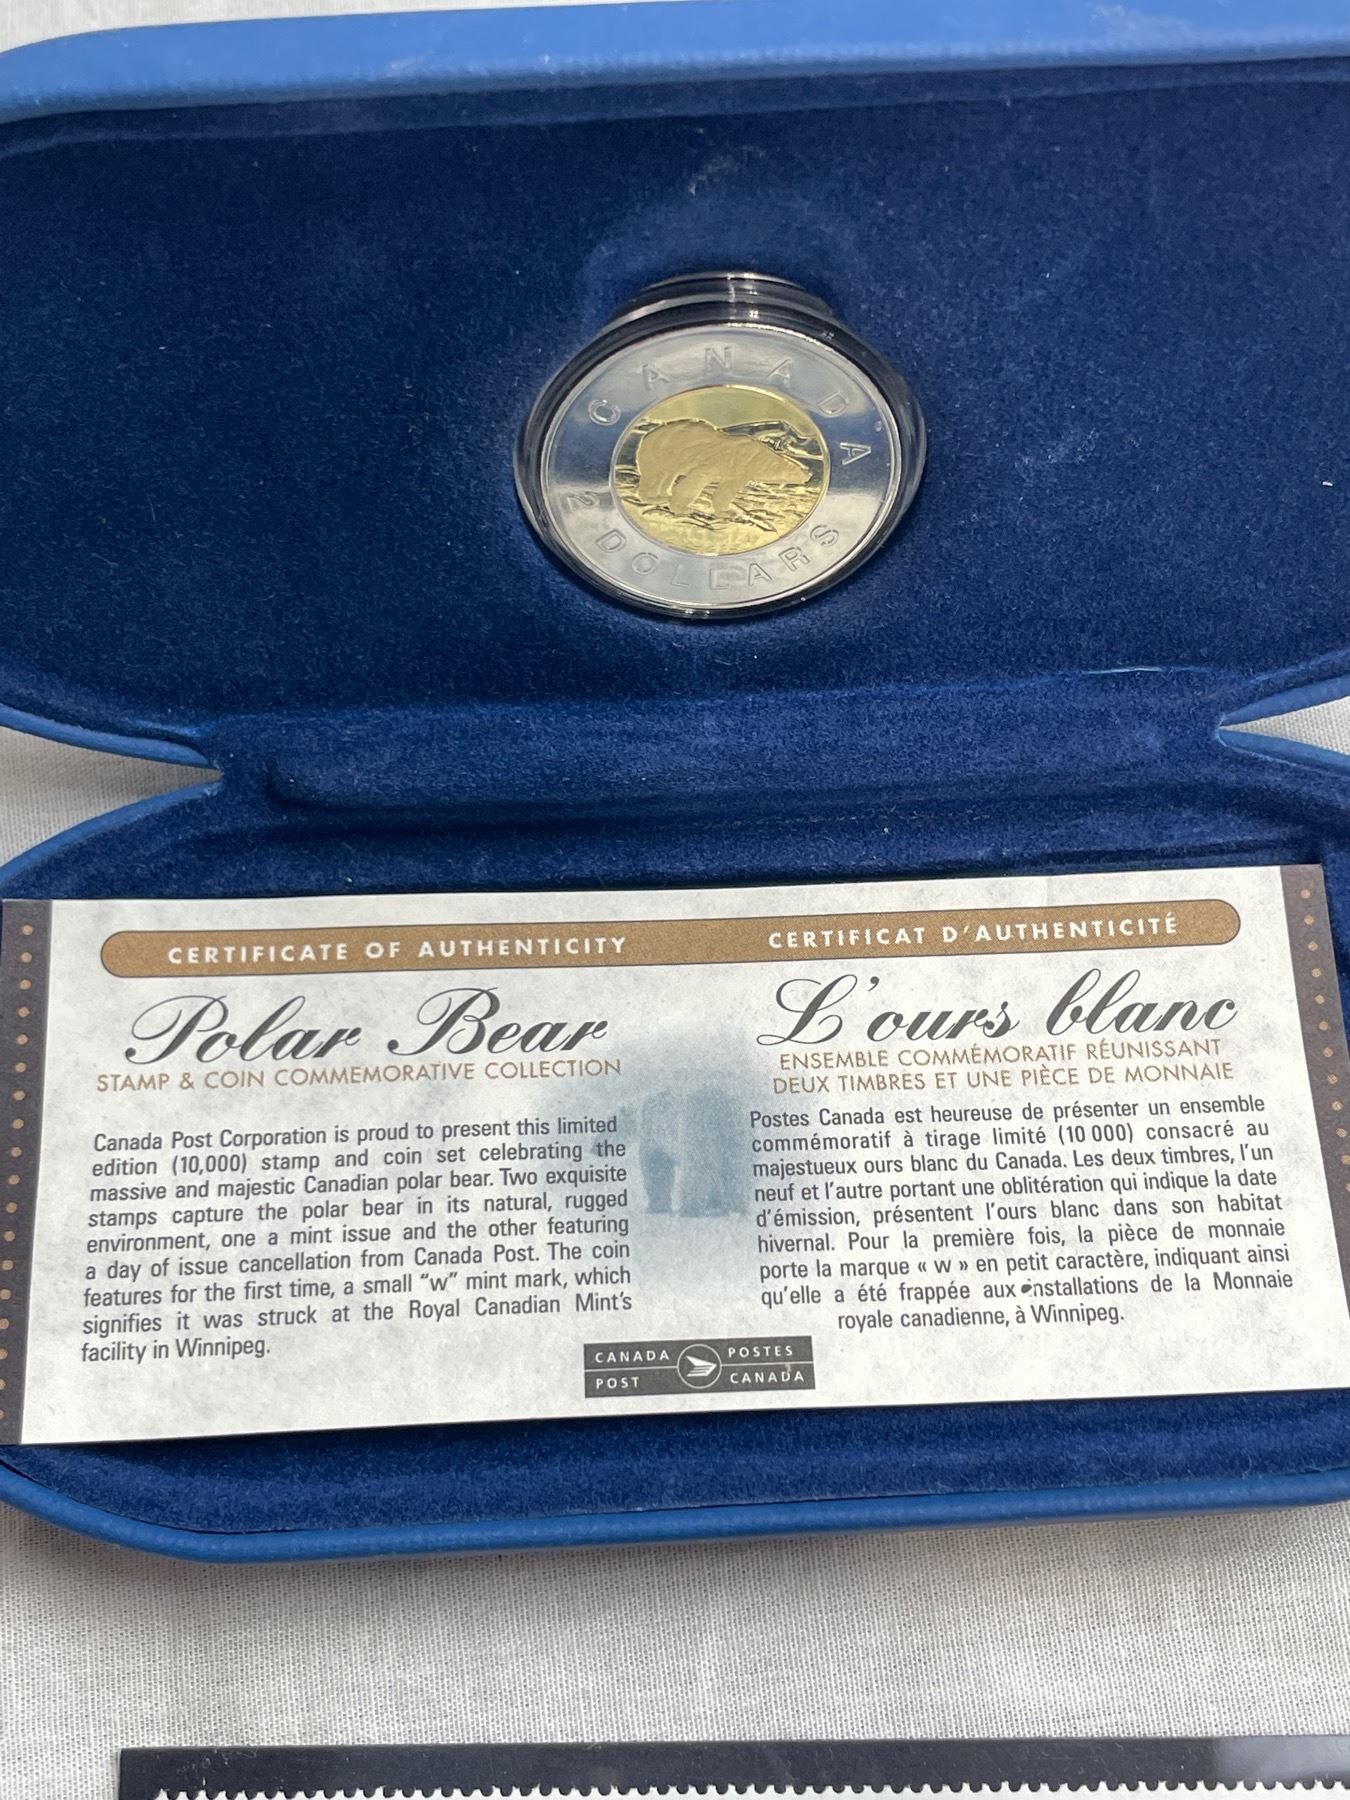 CANADA
2 DOLLARS
CERTIFICATE OF AUTHENTICITY
Polar Bear
STAMP & COIN COMMEMORATIVE COLLECTION
Canada Post Corporation is proud to present this limited
edition (10,000) stamp and coin set celebrating the
massive and majestic Canadian polar bear. Two exquisite
stamps capture the polar bear in its natural, rugged
environment, one a mint issue and the other featuring
a day of issue cancellation from Canada Post. The coin
features for the first time, a small “w” mint mark, which
signifies it was struck at the Royal Canadian Mint's
facility in Winnipeg.
CERTIFICAT D'AUTHENTICITÉ
L'ours blanc
ENSEMBLE COMMÉMORATIF RÉUNISSANT
DEUX TIMBRES ET UNE PIÈCE DE MONNAIE
Postes Canada est heureuse de présenter un ensemble
commémoratif à tirage limité (10 000) consacré au
majestueux ours blanc du Canada. Les deux timbres, l'un
neuf et l'autre portant une oblitération qui indique la date
d'émission, présentent l'ours blanc dans son habitat
hivernal. Pour la première fois, la pièce de monnaie
porte la marque « w » en petit caractère, indiquant ainsi
qu'elle a été frappée aux installations de la Monnaie
royale canadienne, à Winnipeg.
CANADA POSTES
POST CANADA